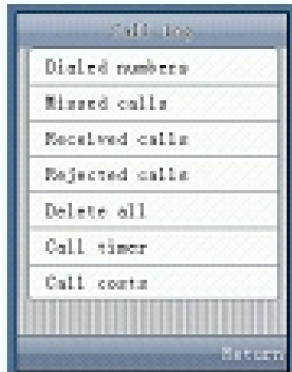 Call log
Dialed numbers
Missed calls
Received calls
Rejected calls
Delete all
Call timer
Call costs
Return